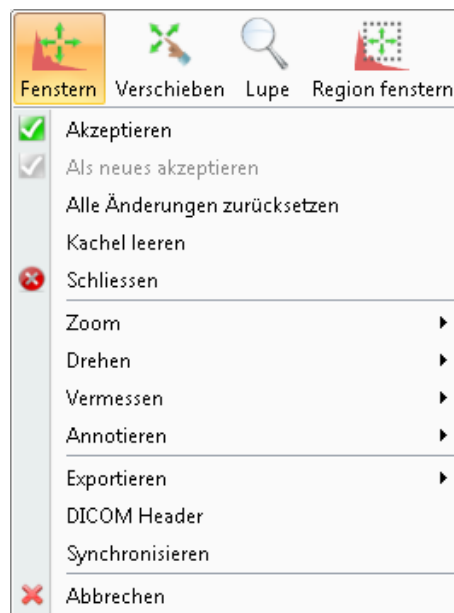 Fenstern Verschieben Lupe Region fenstern
Akzeptieren
Als neues akzeptieren
Alle Änderungen zurücksetzen
Kachel leeren
Schliessen
Zoom
Drehen
Vermessen
Annotieren
Exportieren
DICOM Header
Synchronisieren
Abbrechen